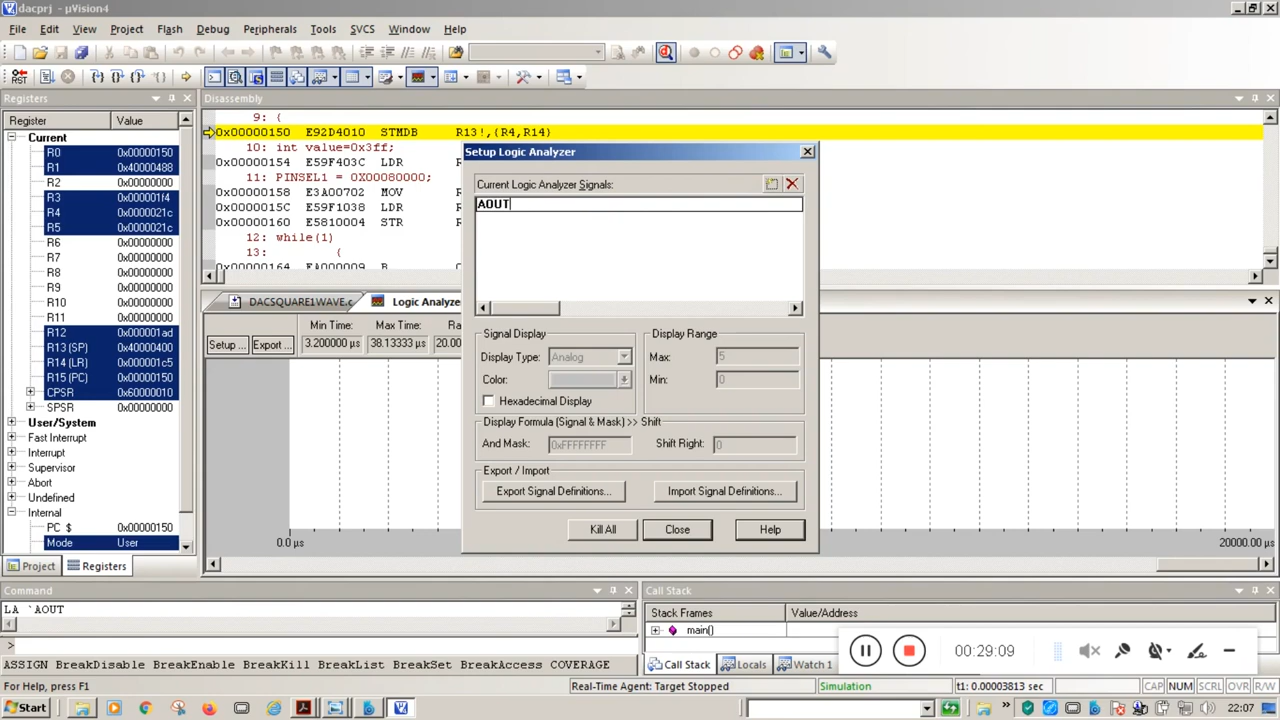 dacprj - µVision4
File Edit View Project Flash Debug Peripherals Tools SVCS Window Help
Registers
Register Value
Current
R0 0x00000150
R1 0x40000488
R2 0x00000000
R3 0x000001f4
R4 0x0000021c
R5 0x0000021c
R6 0x00000000
R7 0x00000000
R8 0x00000000
R9 0x00000000
R10 0x00000000
R11 0x00000000
R12 0x000001ad
R13 (SP) 0x40000400
R14 (LR) 0x000001c5
R15 (PC) 0x00000150
CPSR 0x60000010
SPSR 0x00000000
User/System
Fast Interrupt
Interrupt
Supervisor
Abort
Undefined
Internal
PC $ 0x00000150
Mode User
Project Registers
Disassembly
9: {
0x00000150 E92D4010 STMDB R13!,{R4,R14}
10: int value=0x3ff;
0x00000154 E59F403C LDR R
11: PINSEL1 = 0X00080000;
0x00000158 E3A00702 MOV R
0x0000015C E59F1038 LDR R
0x00000160 E5810004 STR R
12: while(1)
13: {
0x00000164 EA000009 B
DACSQUARE1WAVE.c Logic Analyze
Min Time: Max Time: Ra
Setup ... Export ... 3.200000 µs 38.13333 µs 20.00
0.0 µs 20000.00 µs
Setup Logic Analyzer
Current Logic Analyzer Signals:
AOUT
Signal Display Display Range
Display Type: Analog Max: 5
Color: Min: 0
Hexadecimal Display
Display Formula (Signal & Mask) >> Shift
And Mask: 0xFFFFFFFF Shift Right: 0
Export / Import
Export Signal Definitions... Import Signal Definitions...
Kill All Close Help
Command
LA `AOUT
>
ASSIGN BreakDisable BreakEnable BreakKill BreakList BreakSet BreakAccess COVERAGE
Call Stack
Stack Frames Value/Address
main()
Call Stack Locals Watch 1
00:29:09
For Help, press F1 Real-Time Agent: Target Stopped Simulation t1: 0.00003813 sec CAP NUM SCRL OVR R/W
Start 22:07